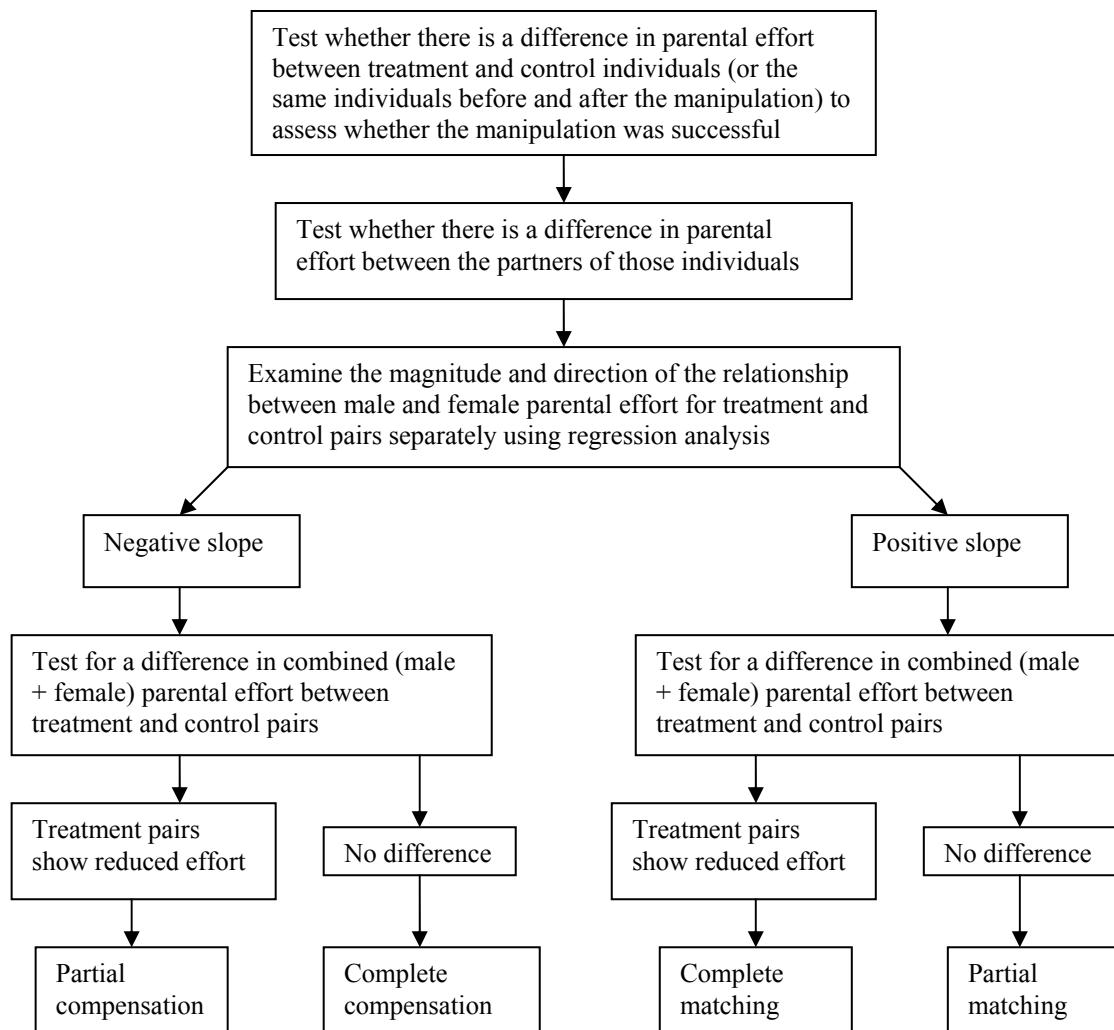 Test whether there is a difference in parental effort
between treatment and control individuals (or the
same individuals before and after the manipulation) to
assess whether the manipulation was successful
Test whether there is a difference in parental
effort between the partners of those individuals
Examine the magnitude and direction of the relationship
between male and female parental effort for treatment and
control pairs separately using regression analysis
Negative slope
Positive slope
Test for a difference in combined (male
+ female) parental effort between
treatment and control pairs
Test for a difference in combined (male
+ female) parental effort between
treatment and control pairs
Treatment pairs
show reduced effort
No difference
Treatment pairs
show reduced effort
No difference
Partial
compensation
Complete
compensation
Complete
matching
Partial
matching